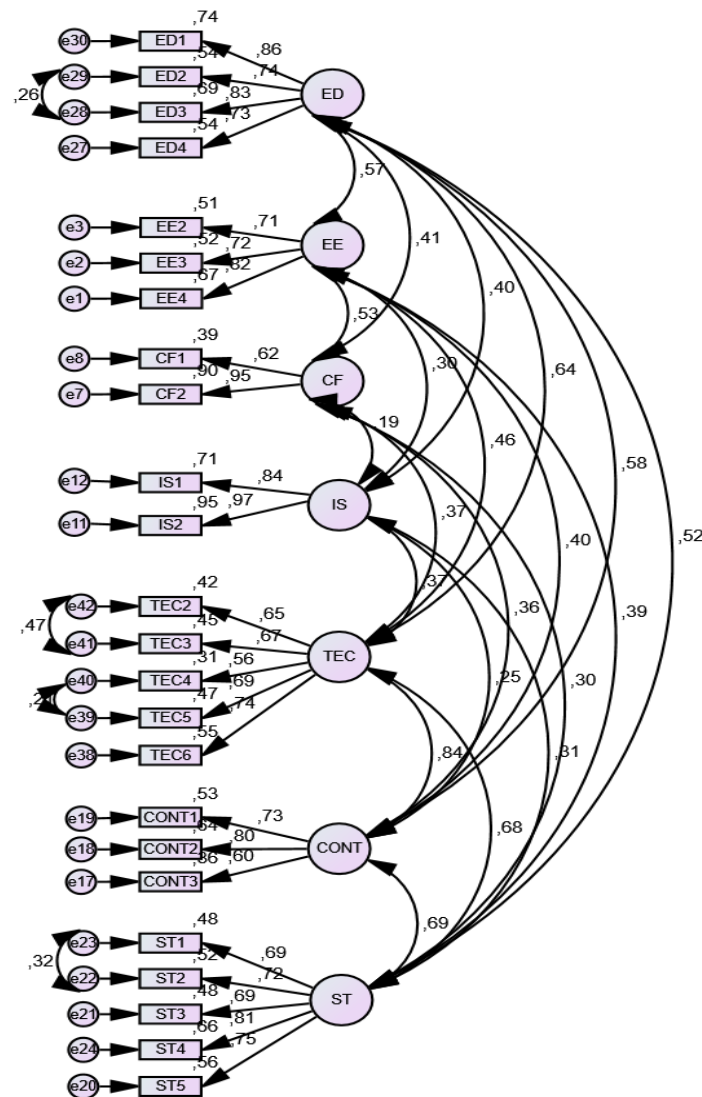 ,74
e30 ED1 ,86
,54
e29 ED2 ,74 ED
,26 ,69 ,83
e28 ED3 ,73
,54
e27 ED4
,57
,51
e3 EE2 ,71 ,41
,52 EE
e2 EE3 ,72
,67 ,82 ,40
e1 EE4
,53
,39 ,30
e8 CF1 ,62 ,64
,90 CF
e7 CF2 ,95
,19 ,46
,71 ,58
e12 IS1 ,84
,95 IS ,37
e11 IS2 ,97 ,40 ,52
,42 ,37
e42 TEC2 ,65 ,36 ,39
,47 ,45
e41 TEC3 ,67 TEC
,31 ,56
e40 TEC4 ,69 ,25 ,30
,47
e39 TEC5 ,74
,55
e38 TEC6 ,84 ,31
,53
e19 CONT1 ,73 ,68
,64
e18 CONT2 ,80 CONT
,36 ,60
e17 CONT3
,48 ,69
e23 ST1 ,69
,32 ,52
e22 ST2 ,72 ST
,48
e21 ST3 ,69
,66 ,81
e24 ST4 ,75
,56
e20 ST5